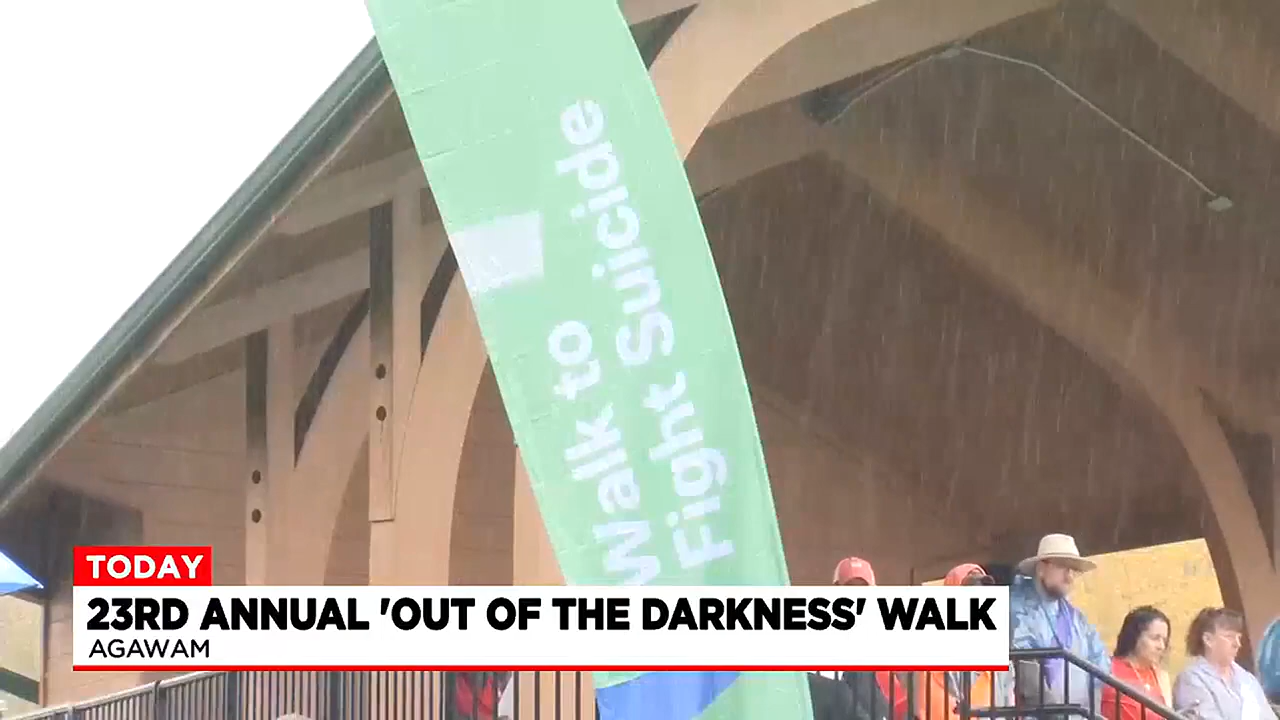 Walk to
Fight Suicide
TODAY
23RD ANNUAL 'OUT OF THE DARKNESS' WALK
AGAWAM